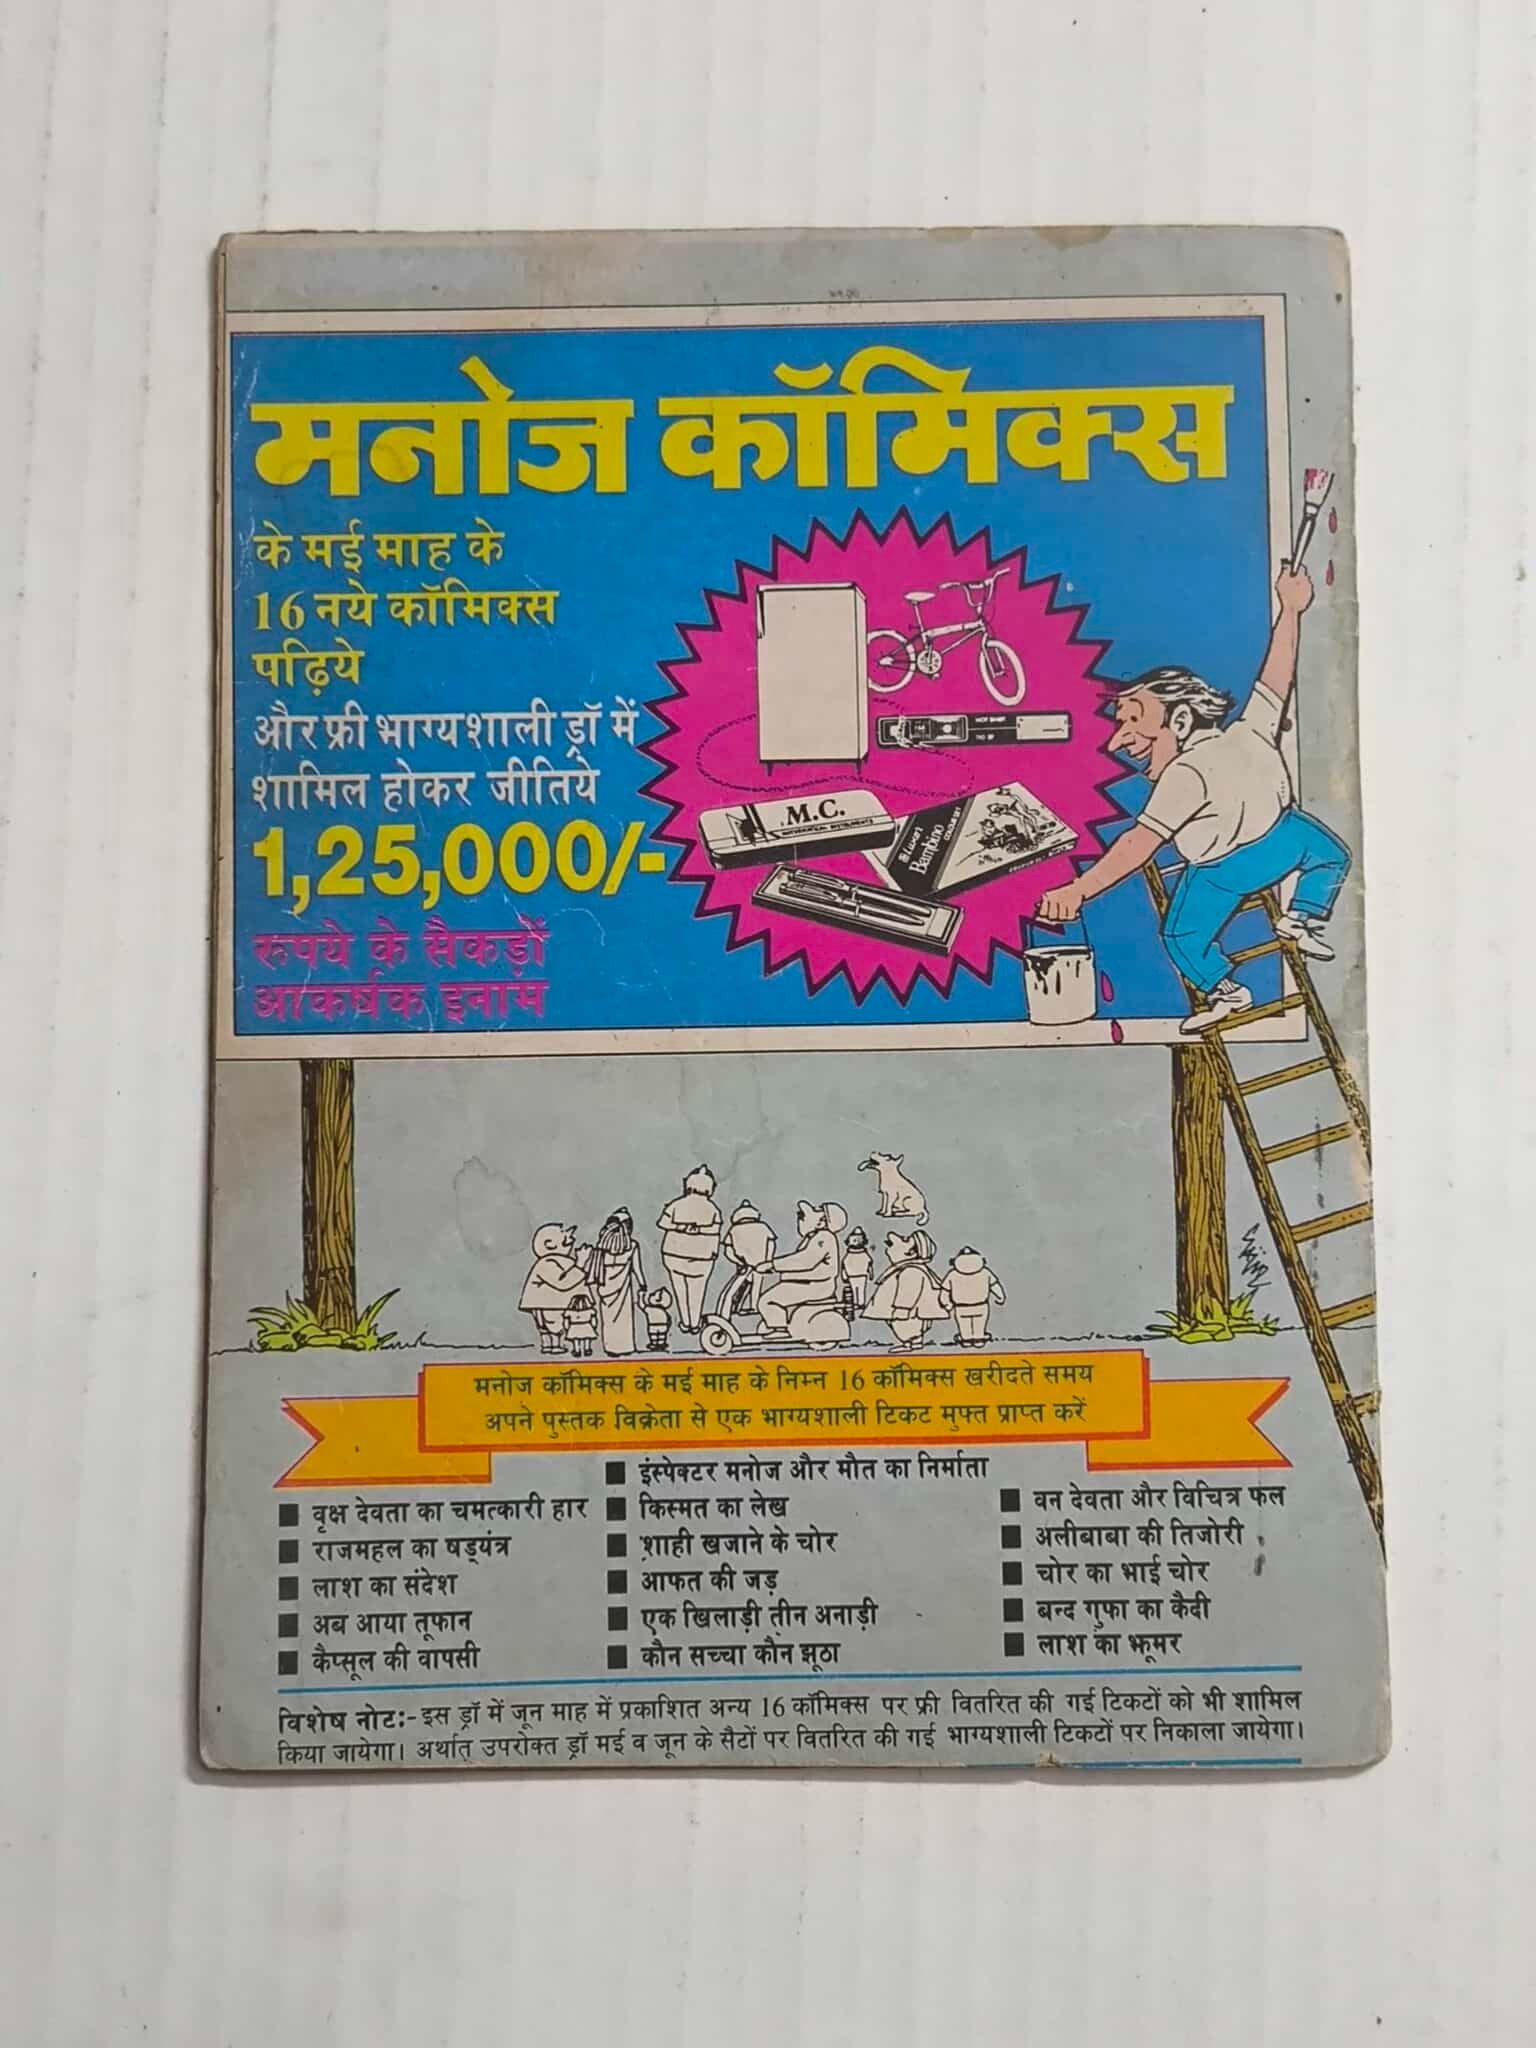 मनोज कॉमिक्स
के मई माह के
16 नये कॉमिक्स
पढ़िये
और फ्री भाग्यशाली ड्रॉ में
शामिल होकर जीतिये
1,25,000/-
रूपये के सैकड़ों
आकर्षक इनाम
M.C.
MATHEMATICAL INSTRUMENTS
Luxor
Bambino
मनोज कॉमिक्स के मई माह के निम्न 16 कॉमिक्स खरीदते समय
अपने पुस्तक विक्रेता से एक भाग्यशाली टिकट मुफ्त प्राप्त करें
■ वृक्ष देवता का चमत्कारी हार
■ राजमहल का षड्यंत्र
■ लाश का संदेश
■ अब आया तूफान
■ कैप्सूल की वापसी
■ इंस्पेक्टर मनोज और मौत का निर्माता
■ किस्मत का लेख
■ शाही खजाने के चोर
■ आफत की जड़
■ एक खिलाड़ी तीन अनाड़ी
■ कौन सच्चा कौन झूठा
■ वन देवता और विचित्र फल
■ अलीबाबा की तिजोरी
■ चोर का भाई चोर
■ बन्द गुफा का कैदी
■ लाश का झूमर
विशेष नोटः- इस ड्रॉ में जून माह में प्रकाशित अन्य 16 कॉमिक्स पर फ्री वितरित की गई टिकटों को भी शामिल
किया जायेगा। अर्थात् उपरोक्त ड्रॉ मई व जून के सैटों पर वितरित की गई भाग्यशाली टिकटों पर निकाला जायेगा।